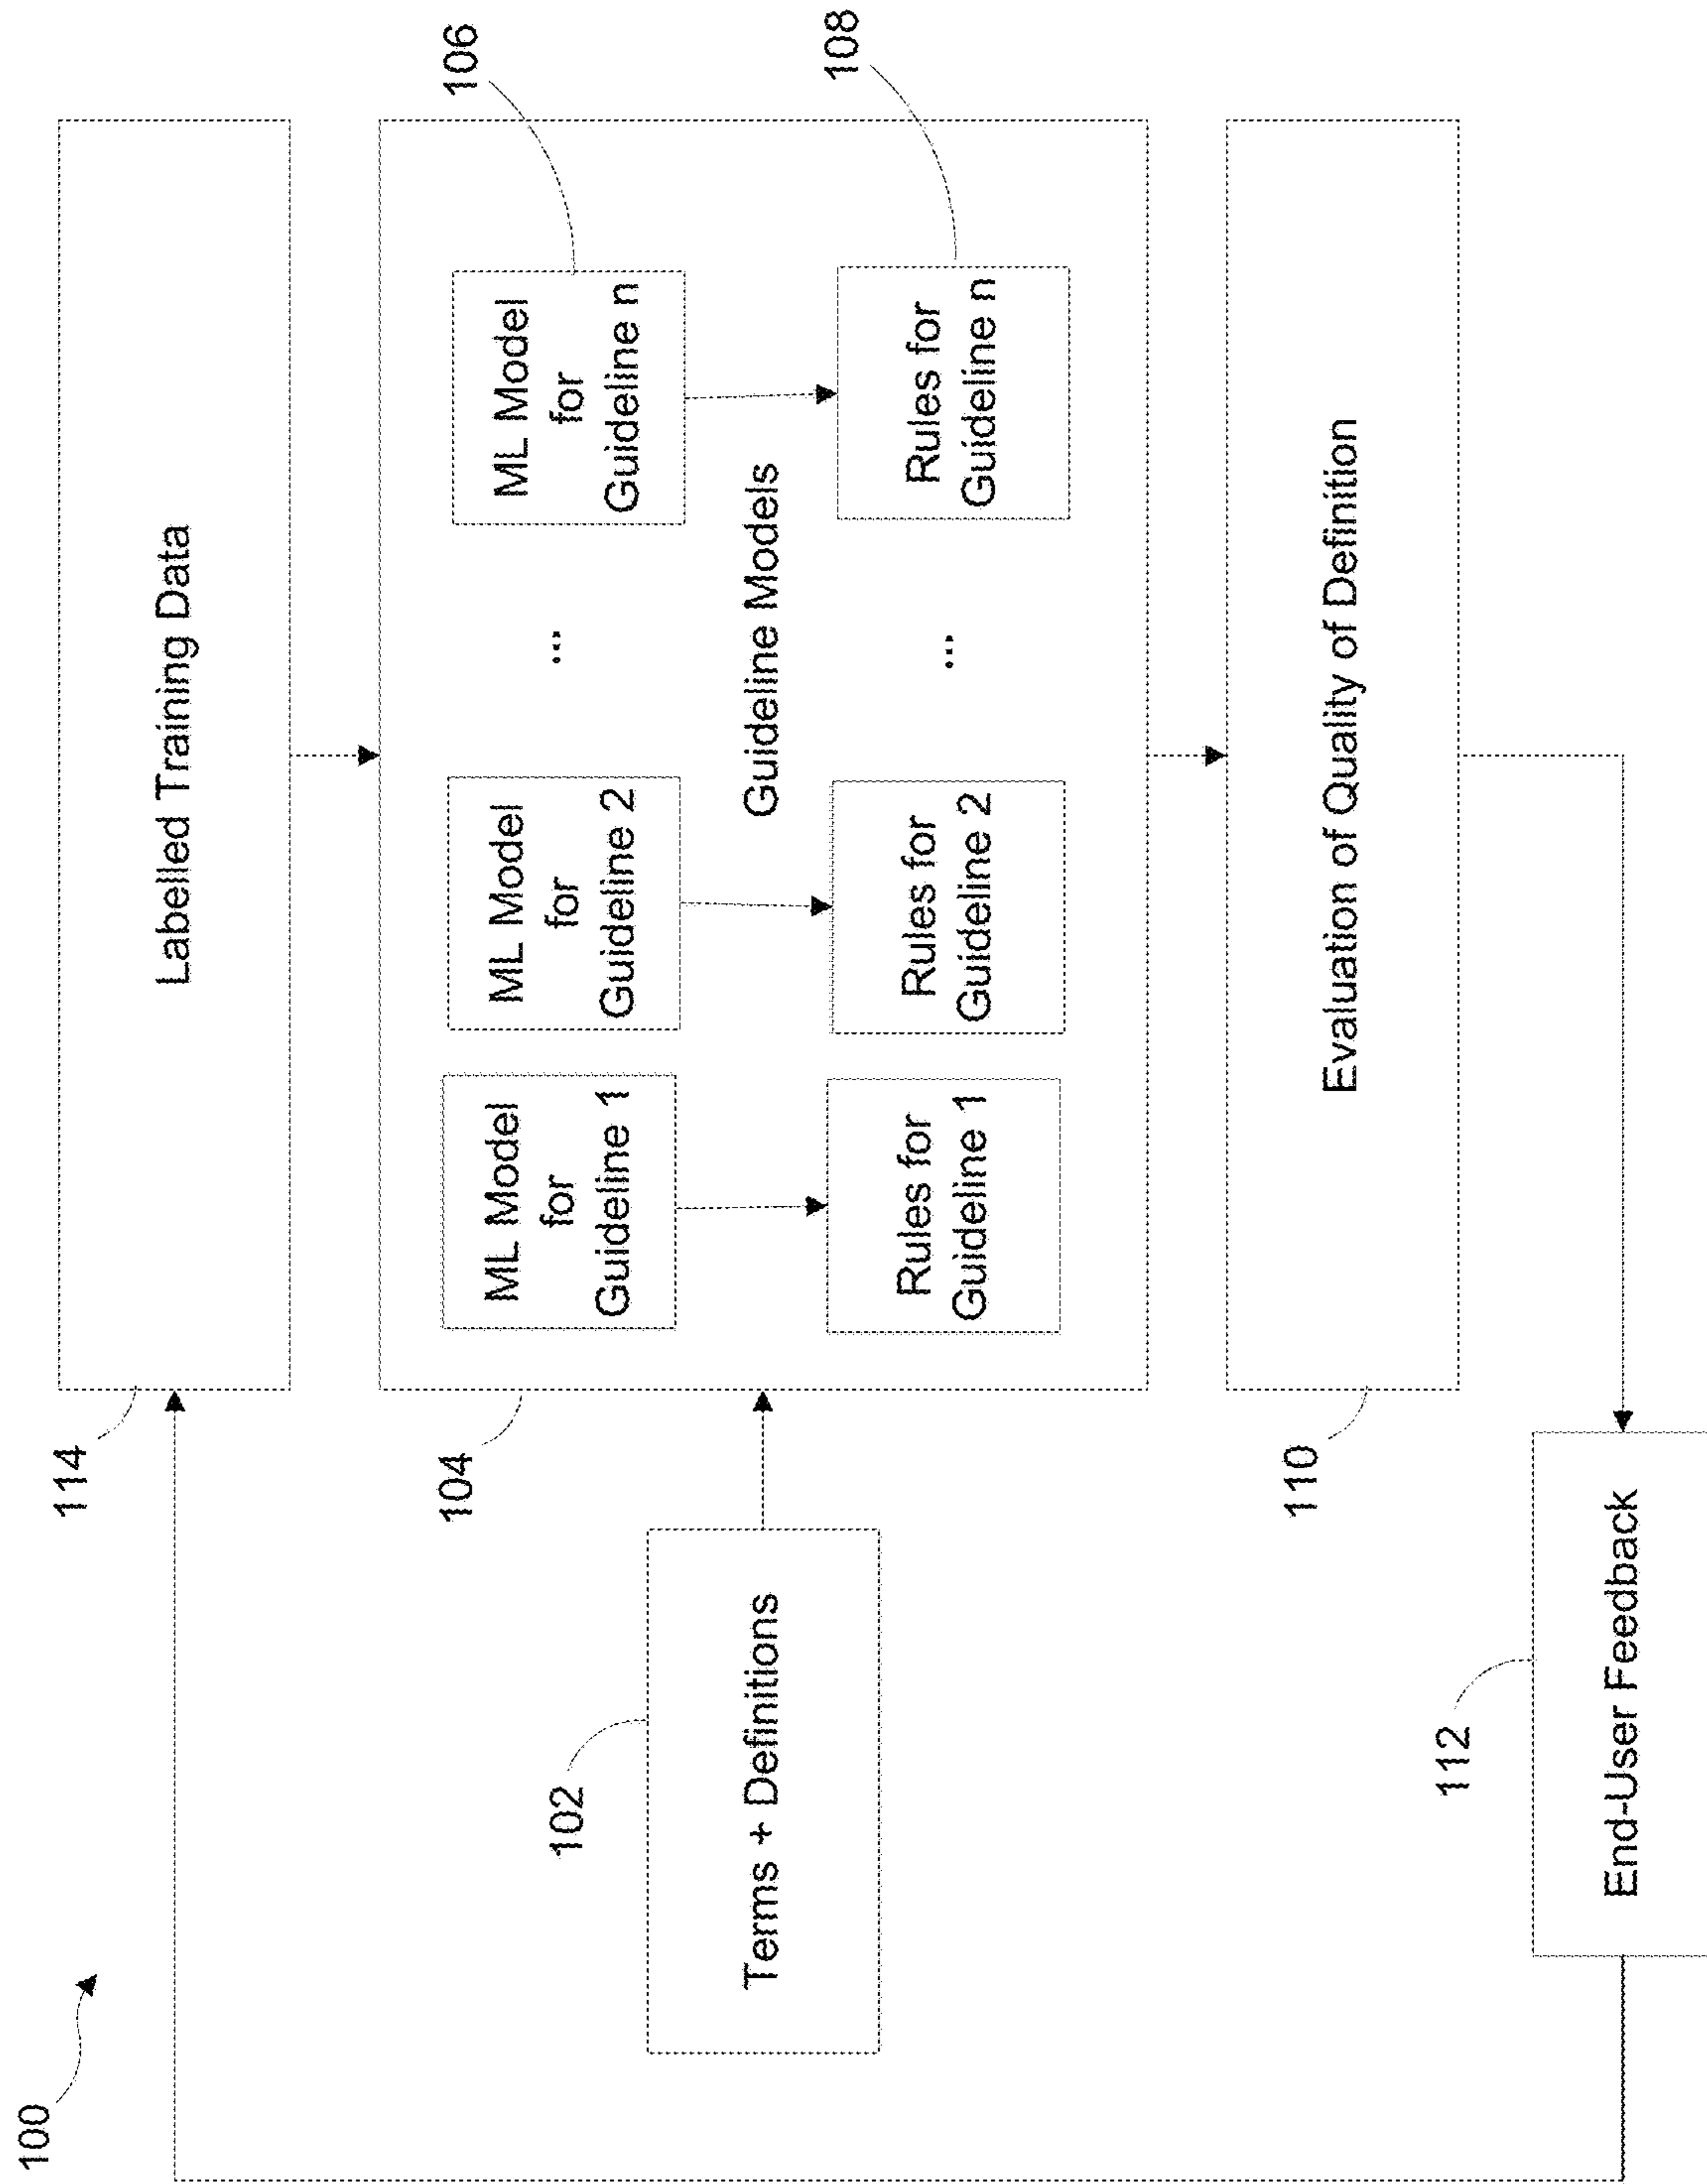 100
114
Labelled Training Data
104
106
ML Model
for
Guideline 1
ML Model
for
Guideline 2
...
ML Model
for
Guideline n
Guideline Models
108
Rules for
Guideline 1
Rules for
Guideline 2
...
Rules for
Guideline n
102
Terms + Definitions
110
Evaluation of Quality of Definition
112
End-User Feedback